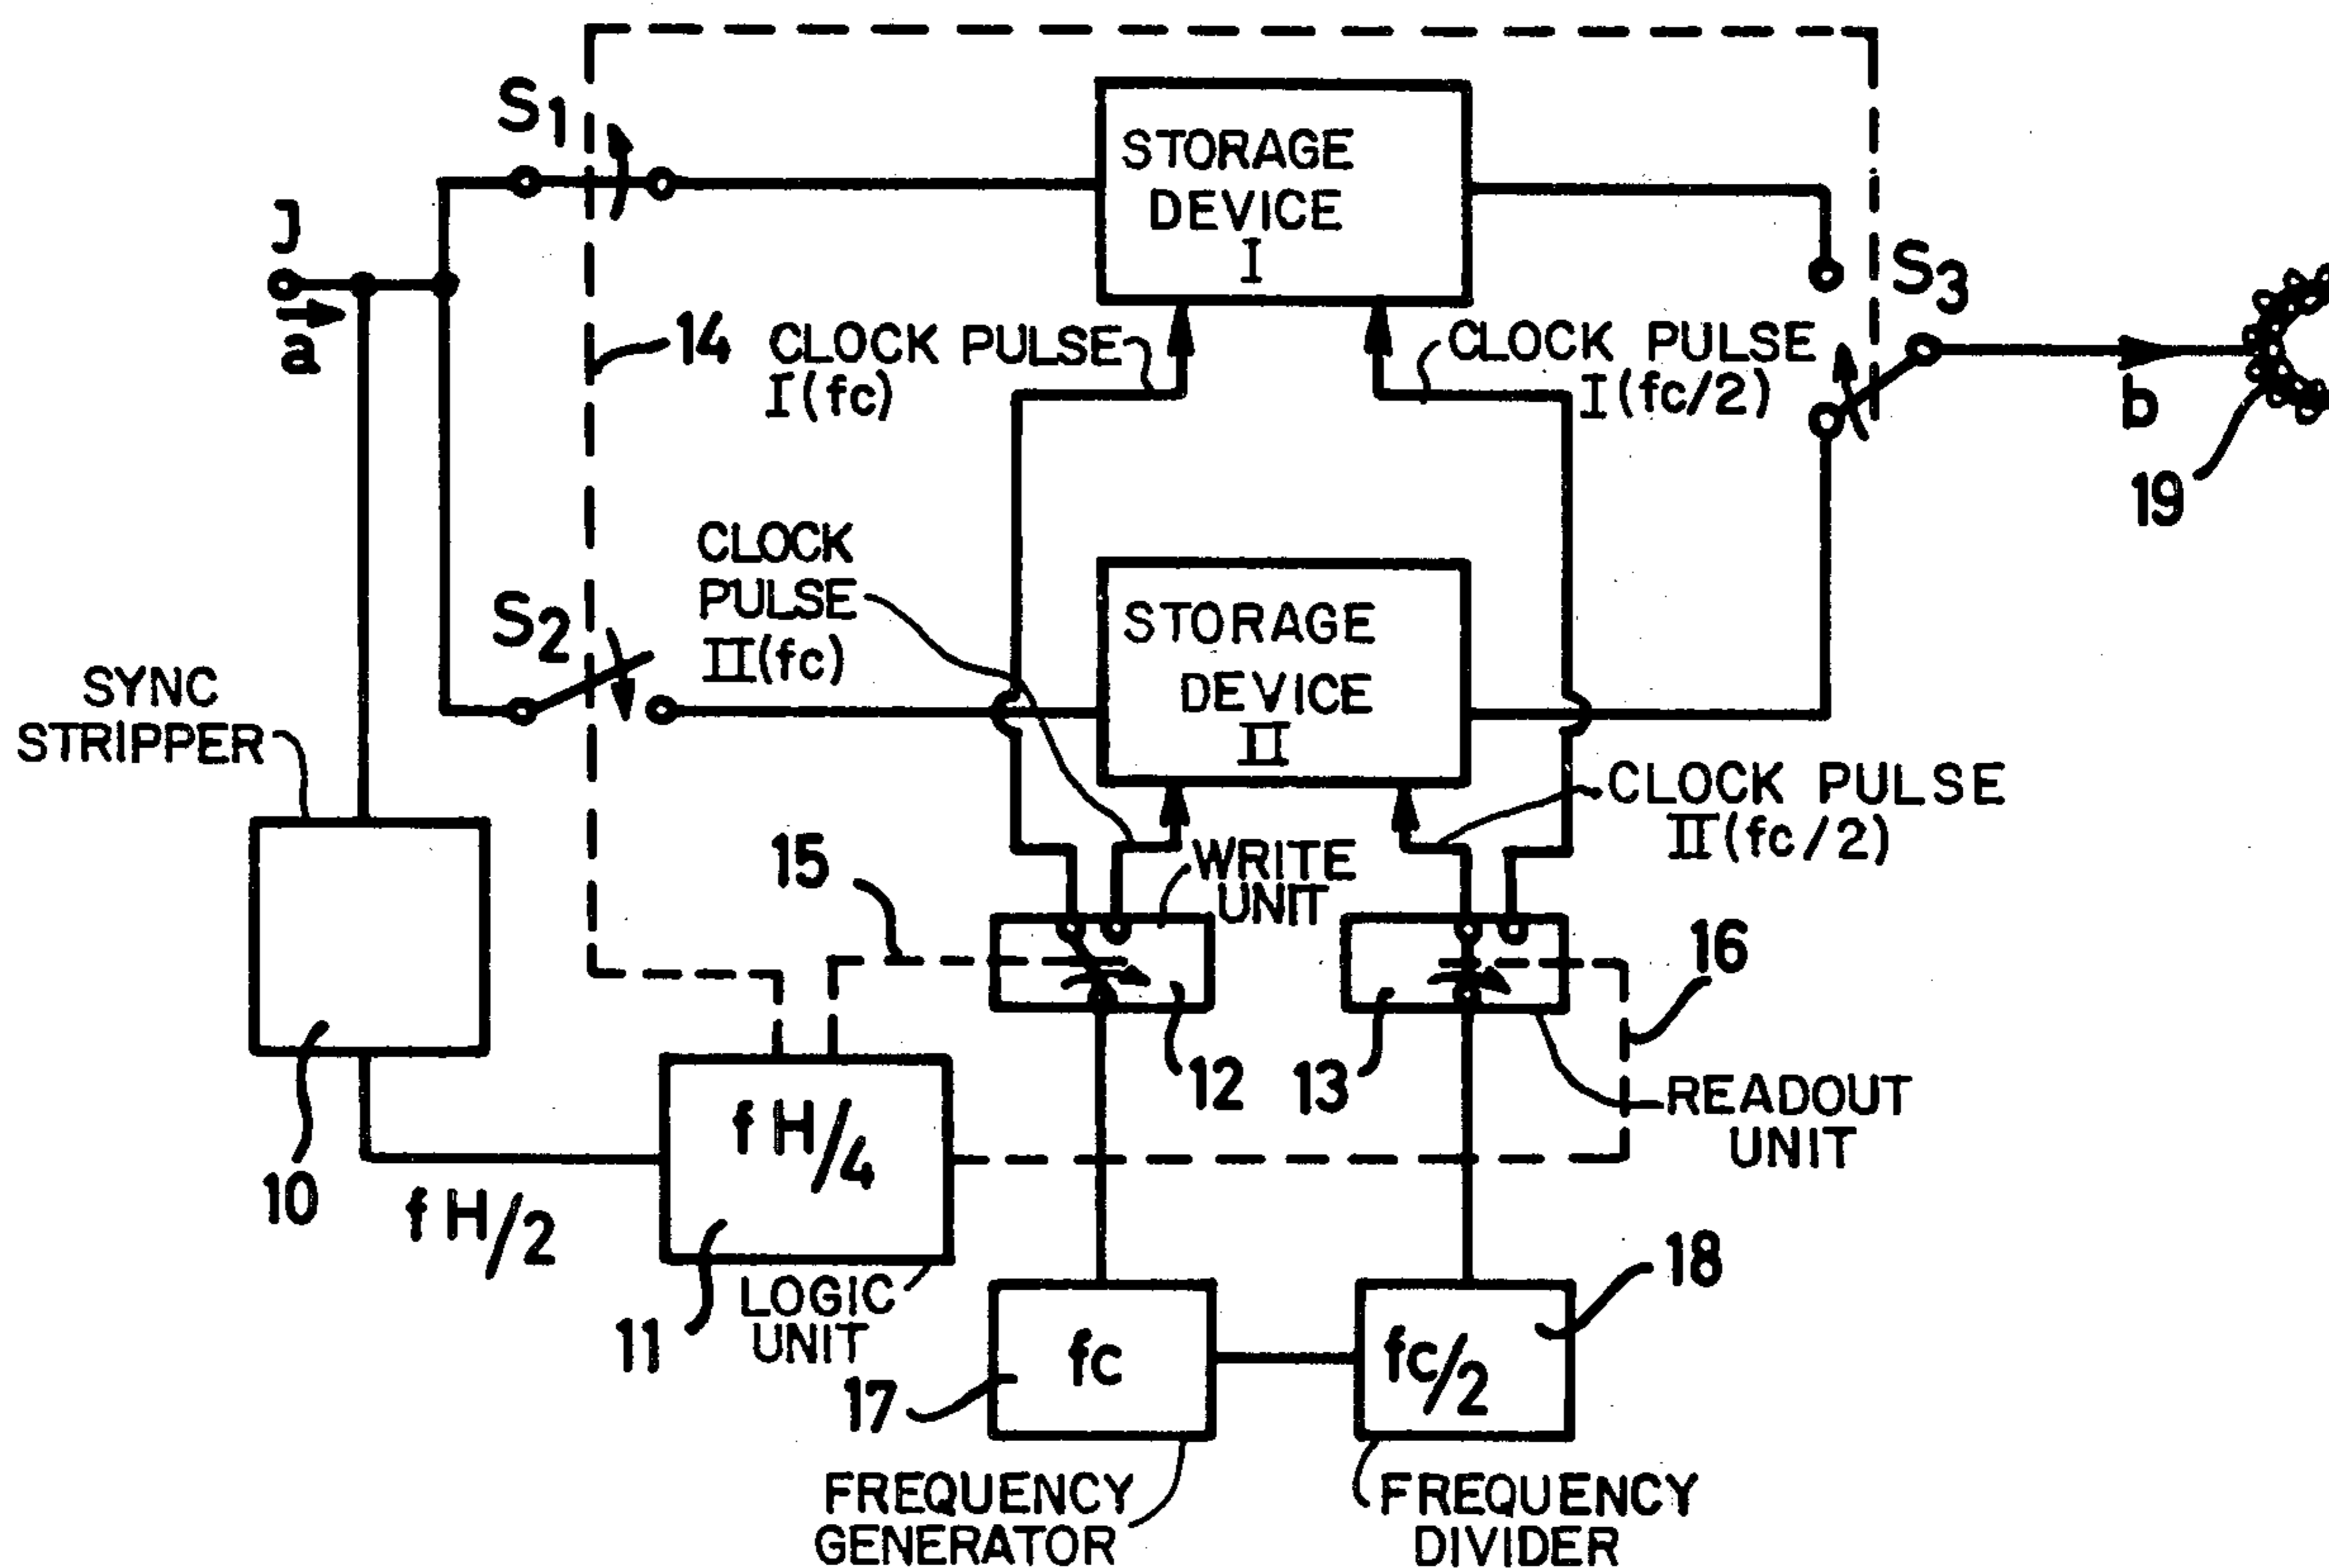 S1
STORAGE
DEVICE
I
J
a
S3
14
CLOCK PULSE
I(fc)
CLOCK PULSE
I(fc/2)
b
19
CLOCK
PULSE
II(fc)
S2
STORAGE
DEVICE
II
SYNC
STRIPPER
CLOCK PULSE
II(fc/2)
15
WRITE
UNIT
16
12
13
READOUT
UNIT
fH/4
10
fH/2
11
LOGIC
UNIT
18
fc
fc/2
17
FREQUENCY
GENERATOR
FREQUENCY
DIVIDER